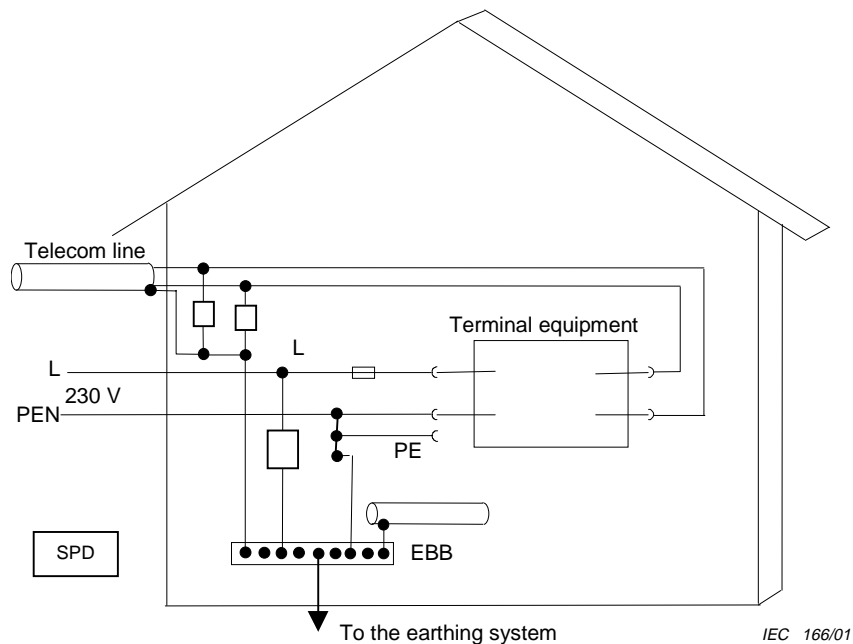 Telecom line
Terminal equipment
L
L
230 V
PEN
PE
SPD
EBB
To the earthing system
IEC 166/01